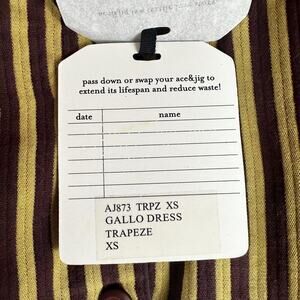 pass down or swap your ace&jig to
extend its lifespan and reduce waste!
date name
AJ873 TRPZ XS
GALLO DRESS
TRAPEZE
XS